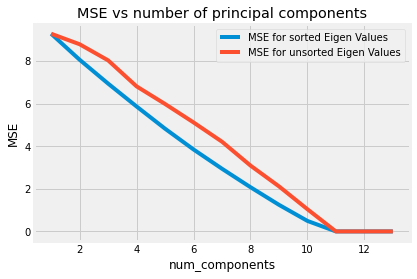 MSE vs number of principal components
MSE for sorted Eigen Values
MSE for unsorted Eigen Values
MSE
8
6
4
2
0
2 4 6 8 10 12
num_components